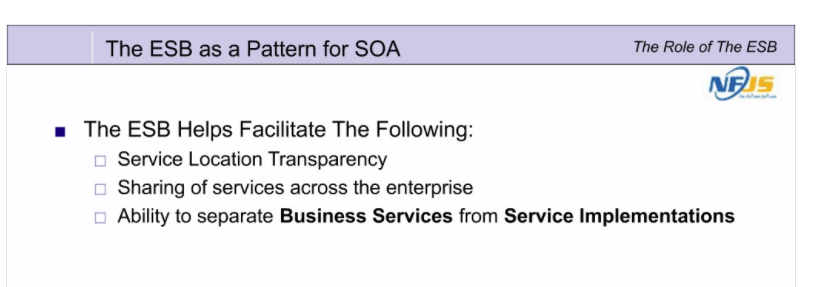 The ESB as a Pattern for SOA
The Role of The ESB
NFJS
The ESB Helps Facilitate The Following:
Service Location Transparency
Sharing of services across the enterprise
Ability to separate Business Services from Service Implementations